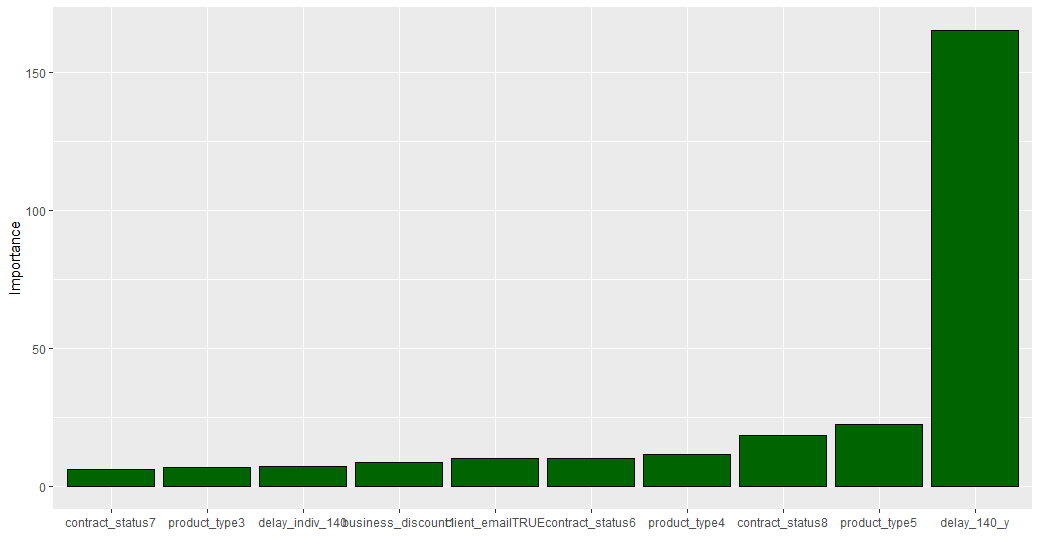 Importance
150
100
50
0
contract_status7
product_type3
delay_indiv_140
business_discount
client_emailTRUE
contract_status6
product_type4
contract_status8
product_type5
delay_140_y